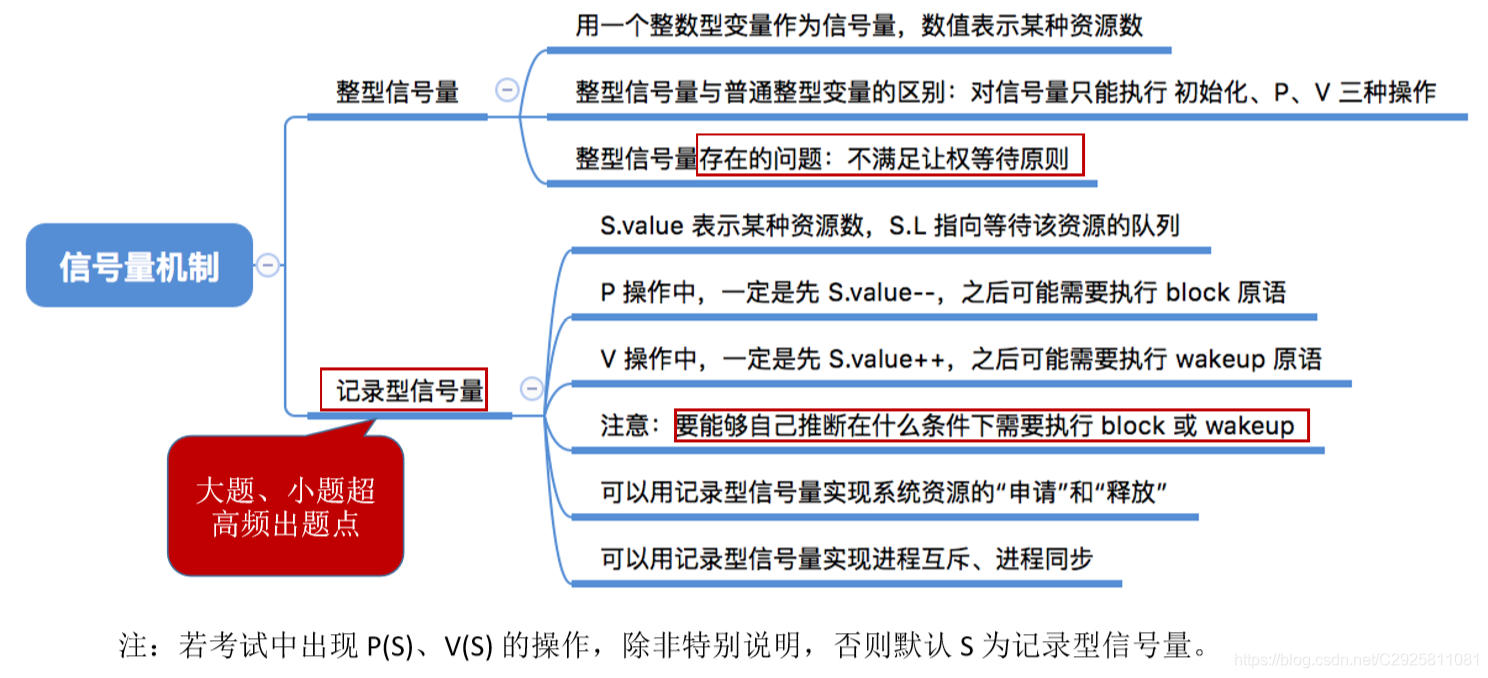 信号量机制
整型信号量
用一个整数型变量作为信号量，数值表示某种资源数
整型信号量与普通整型变量的区别：对信号量只能执行 初始化、P、V 三种操作
整型信号量存在的问题：不满足让权等待原则
记录型信号量
S.value 表示某种资源数，S.L 指向等待该资源的队列
P 操作中，一定是先 S.value--，之后可能需要执行 block 原语
V 操作中，一定是先 S.value++，之后可能需要执行 wakeup 原语
注意：要能够自己推断在什么条件下需要执行 block 或 wakeup
可以用记录型信号量实现系统资源的“申请”和“释放”
可以用记录型信号量实现进程互斥、进程同步
大题、小题超
高频出题点
注：若考试中出现 P(S)、V(S) 的操作，除非特别说明，否则默认 S 为记录型信号量。
https://blog.csdn.net/C2925811081